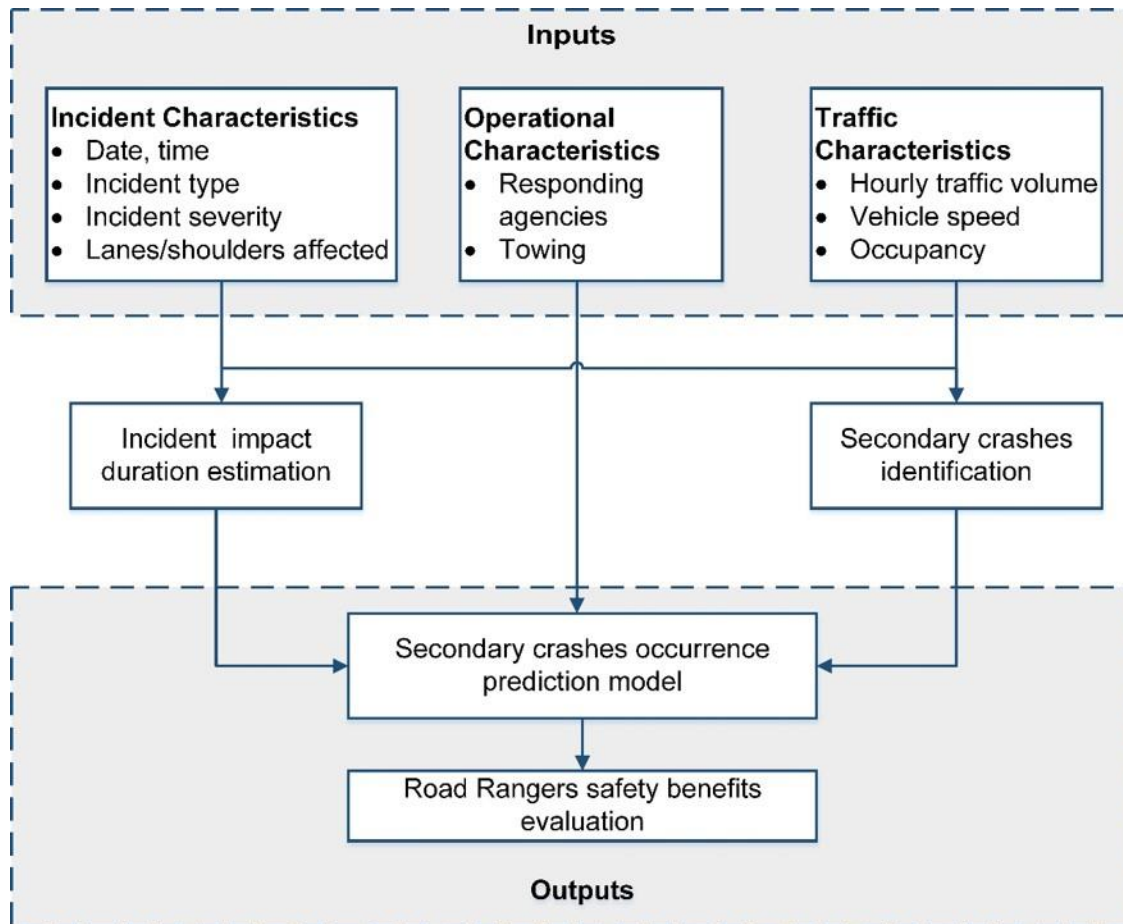 Inputs
Incident Characteristics
• Date, time
• Incident type
• Incident severity
• Lanes/shoulders affected
Operational
Characteristics
• Responding
agencies
• Towing
Traffic
Characteristics
• Hourly traffic volume
• Vehicle speed
• Occupancy
Incident impact
duration estimation
Secondary crashes
identification
Secondary crashes occurrence
prediction model
Road Rangers safety benefits
evaluation
Outputs